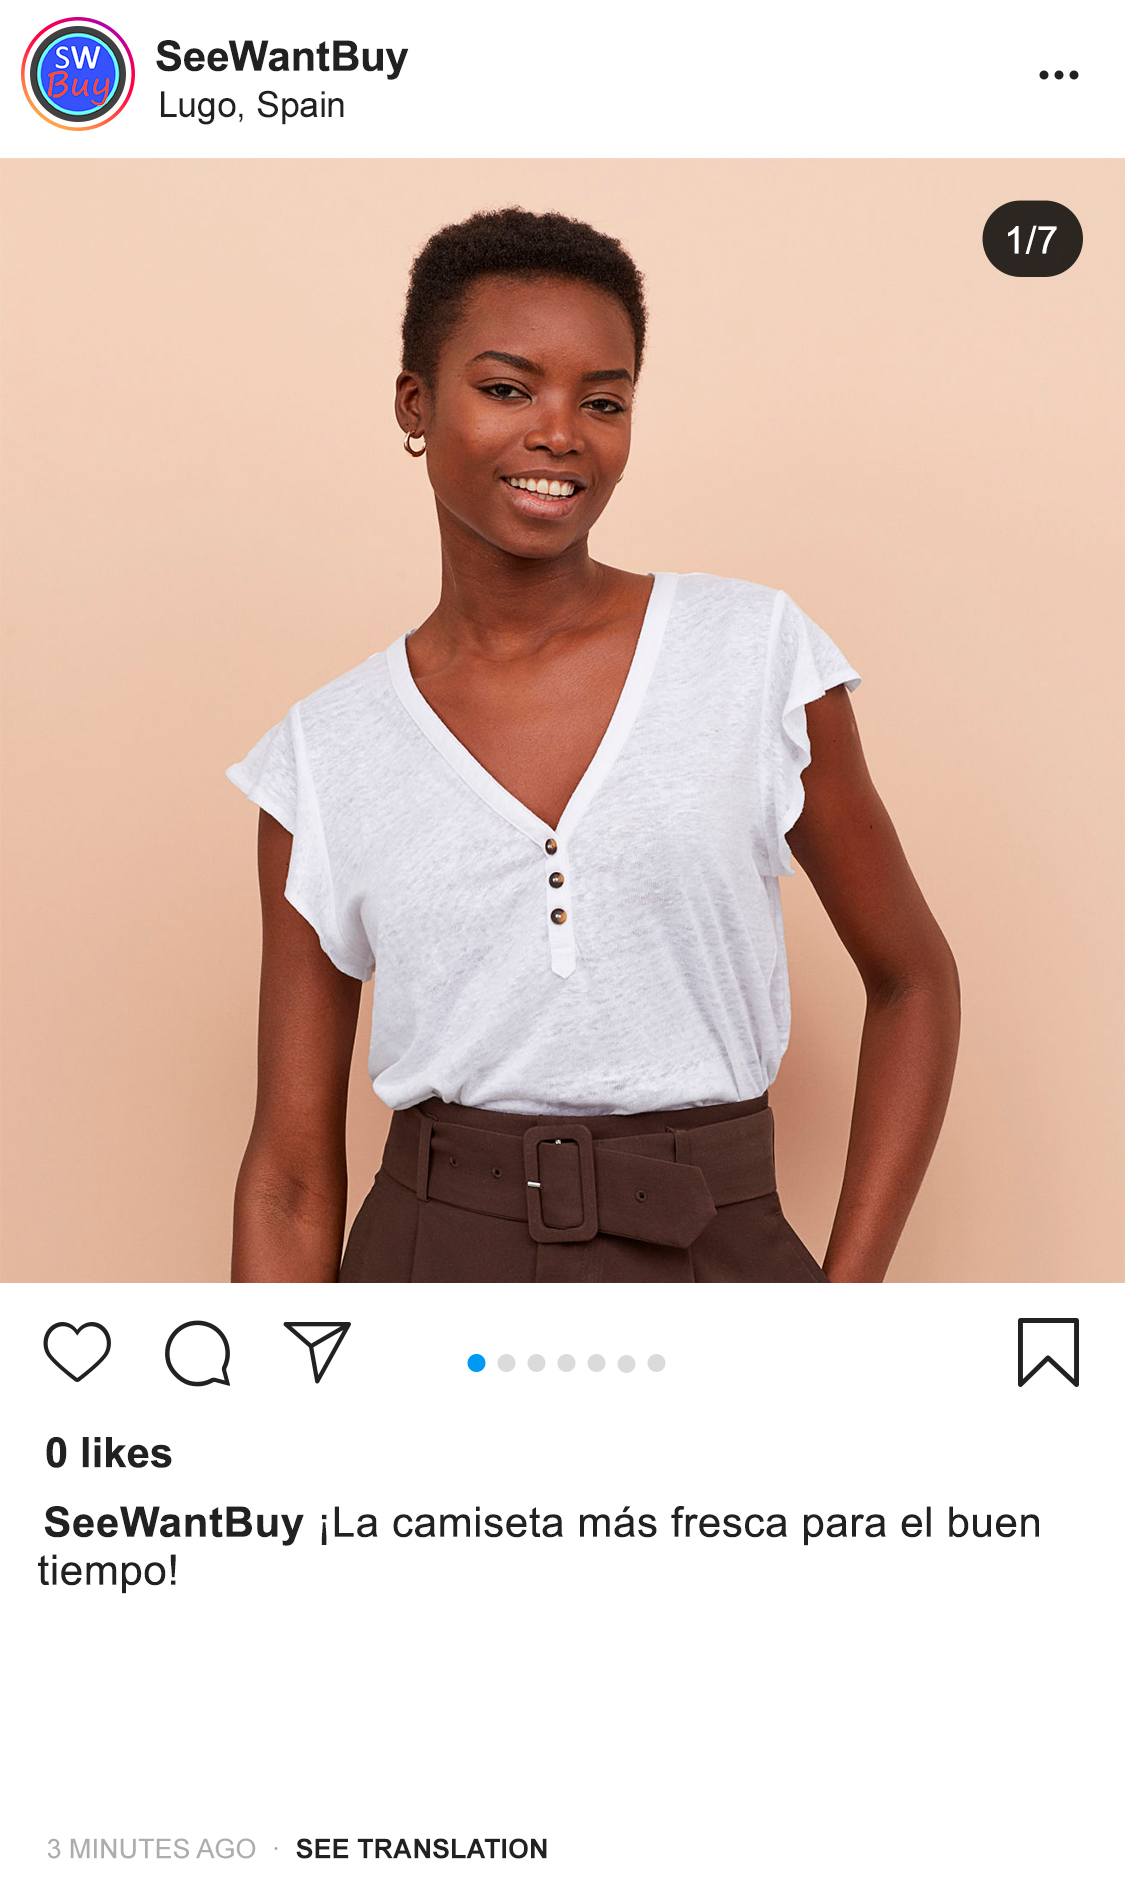 SW
Buy
SeeWantBuy
Lugo, Spain
1/7
0 likes
SeeWantBuy ¡La camiseta más fresca para el buen
tiempo!
3 MINUTES AGO · SEE TRANSLATION